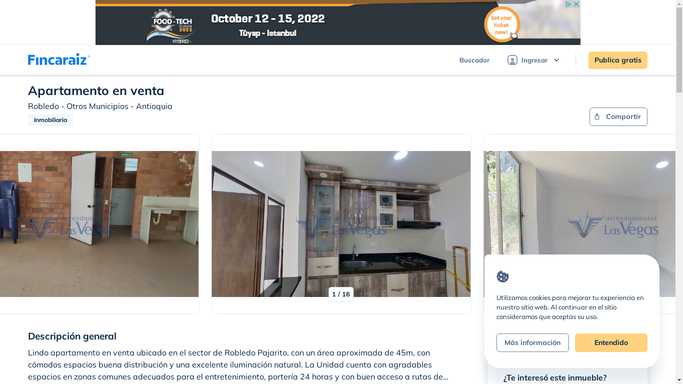 FOOD-TECH
October 12 - 15, 2022
Tüyap - Istanbul
Get your ticket now!
Fincaraiz
Buscador
Ingresar
Publica gratis
Apartamento en venta
Robledo - Otros Municipios - Antioquia
Inmobiliaria
Compartir
Las Vegas
Las Vegas
Las Vegas
1 / 16
Utilizamos cookies para mejorar tu experiencia en
nuestro sitio web. Al continuar en el sitio
consideramos que aceptas su uso.
Más información
Entendido
Descripción general
Lindo apartamento en venta ubicado en el sector de Robledo Pajarito, con un área aproximada de 45m, con
cómodos espacios buena distribución y una excelente iluminación natural. La Unidad cuento con agradables
espacios en zonas comunes adecuados para el entretenimiento, portería 24 horas y con buen acceso a rutas de...
¿Te interesó este inmueble?